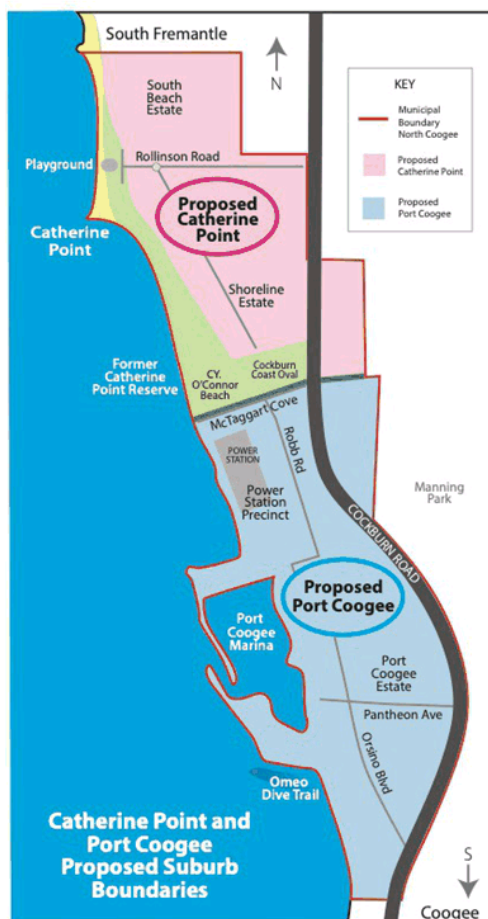 South Fremantle
N
KEY
Municipal
Boundary
North Coogee
Proposed
Catherine Point
Proposed
Port Coogee
South
Beach
Estate
Playground
Rollinson Road
Proposed
Catherine
Point
Catherine
Point
Shoreline
Estate
Former
Catherine
Point Reserve
CY.
O'Connor
Beach
Cockburn
Coast Oval
McTaggart Cove
Robb Rd
POWER
STATION
Power
Station
Precinct
Manning
Park
COCKBURN ROAD
Proposed
Port Coogee
Port
Coogee
Marina
Port
Coogee
Estate
Pantheon Ave
Orsino Blvd
Omeo
Dive Trail
Catherine Point and
Port Coogee
Proposed Suburb
Boundaries
S
Coogee